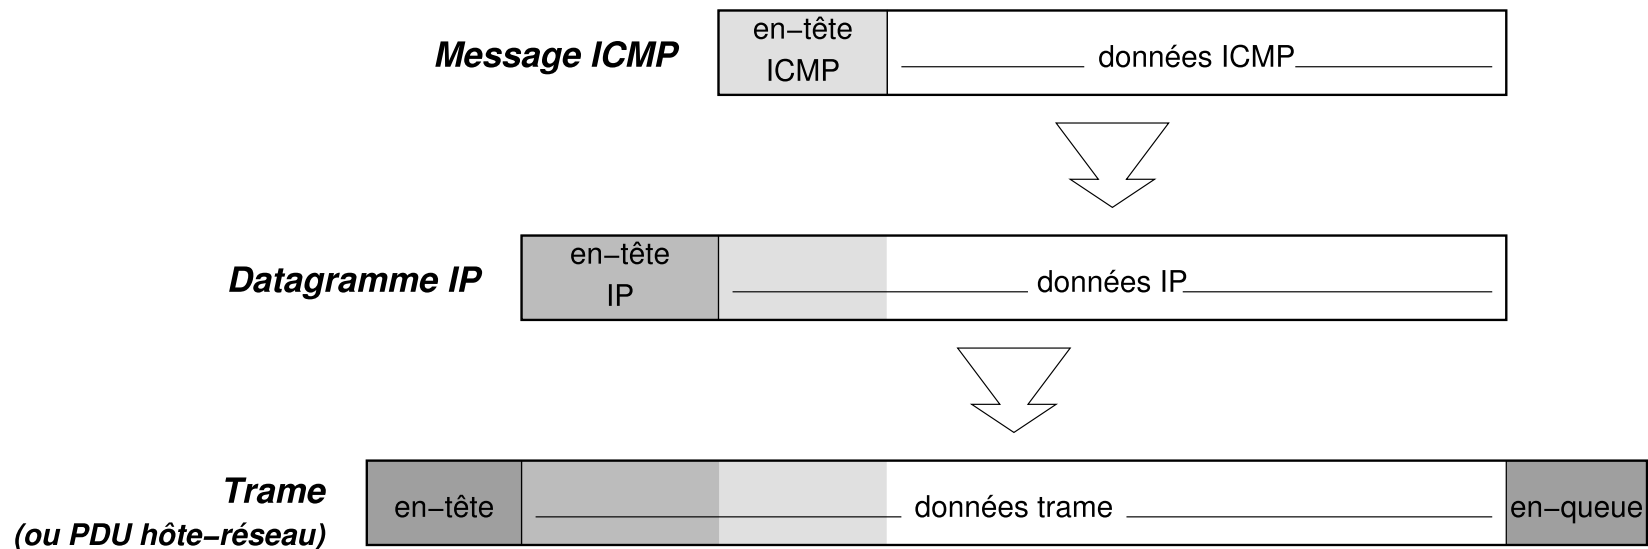 Message ICMP
en−tête
ICMP
données ICMP
Datagramme IP
en−tête
IP
données IP
Trame
(ou PDU hôte−réseau)
en−tête
données trame
en−queue